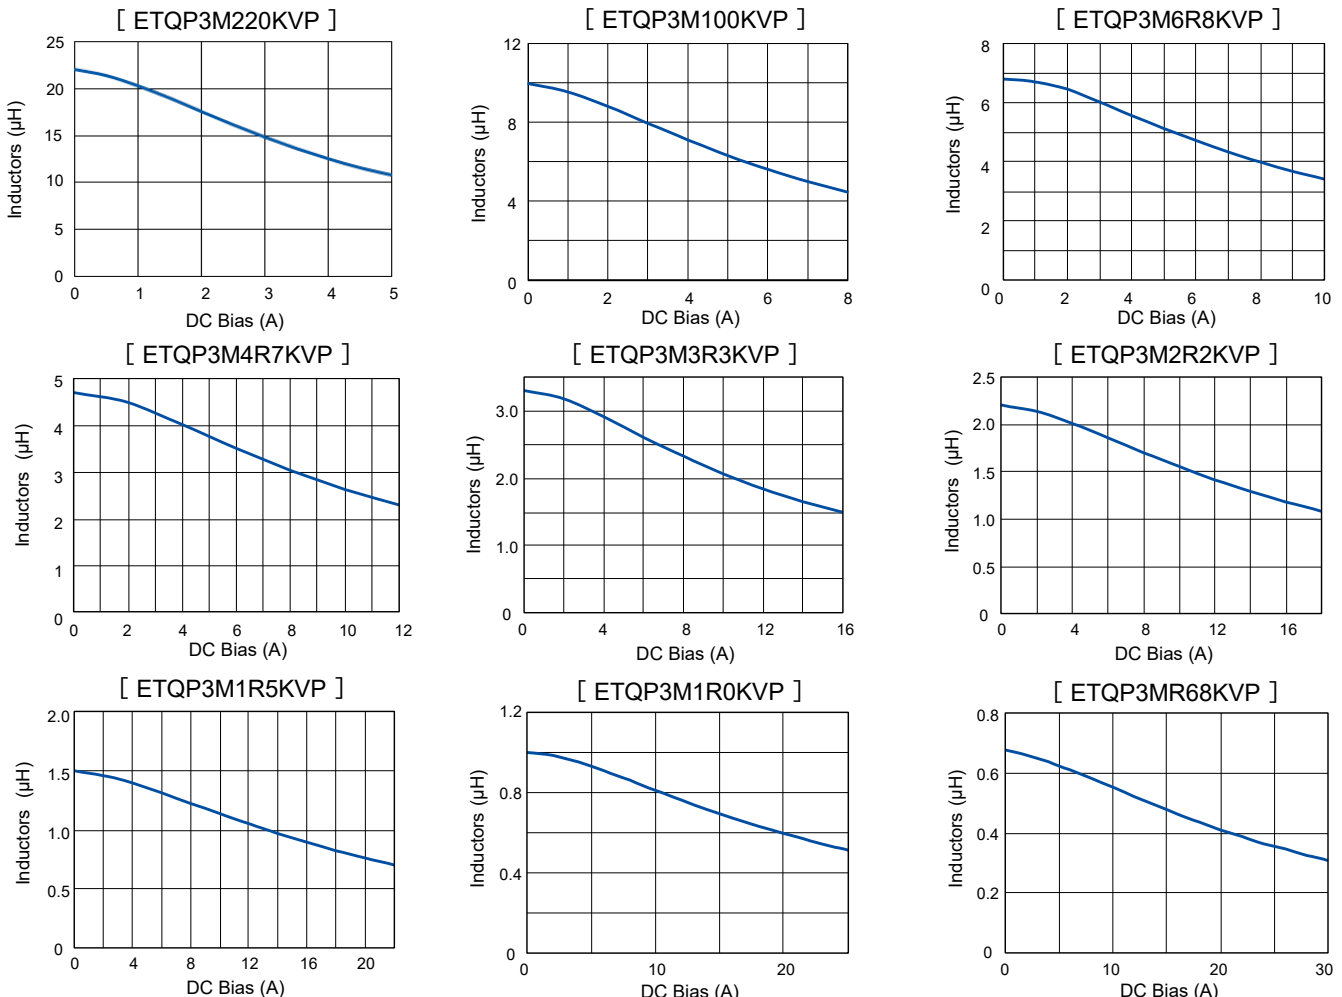 [ ETQP3M220KVP ]
25
20
15
10
5
0
Inductors (μH)
0 1 2 3 4 5
DC Bias (A)
[ ETQP3M100KVP ]
12
8
4
0
Inductors (μH)
0 2 4 6 8
DC Bias (A)
[ ETQP3M6R8KVP ]
8
6
4
2
0
Inductors (μH)
0 2 4 6 8 10
DC Bias (A)
[ ETQP3M4R7KVP ]
5
4
3
2
1
0
Inductors (μH)
0 2 4 6 8 10 12
DC Bias (A)
[ ETQP3M3R3KVP ]
3.0
2.0
1.0
0
Inductors (μH)
0 4 8 12 16
DC Bias (A)
[ ETQP3M2R2KVP ]
2.5
2.0
1.5
1.0
0.5
0
Inductors (μH)
0 4 8 12 16
DC Bias (A)
[ ETQP3M1R5KVP ]
2.0
1.5
1.0
0.5
0
Inductors (μH)
0 4 8 12 16 20
DC Bias (A)
[ ETQP3M1R0KVP ]
1.2
0.8
0.4
0
Inductors (μH)
0 10 20
DC Bias (A)
[ ETQP3MR68KVP ]
0.8
0.6
0.4
0.2
0
Inductors (μH)
0 10 20 30
DC Bias (A)